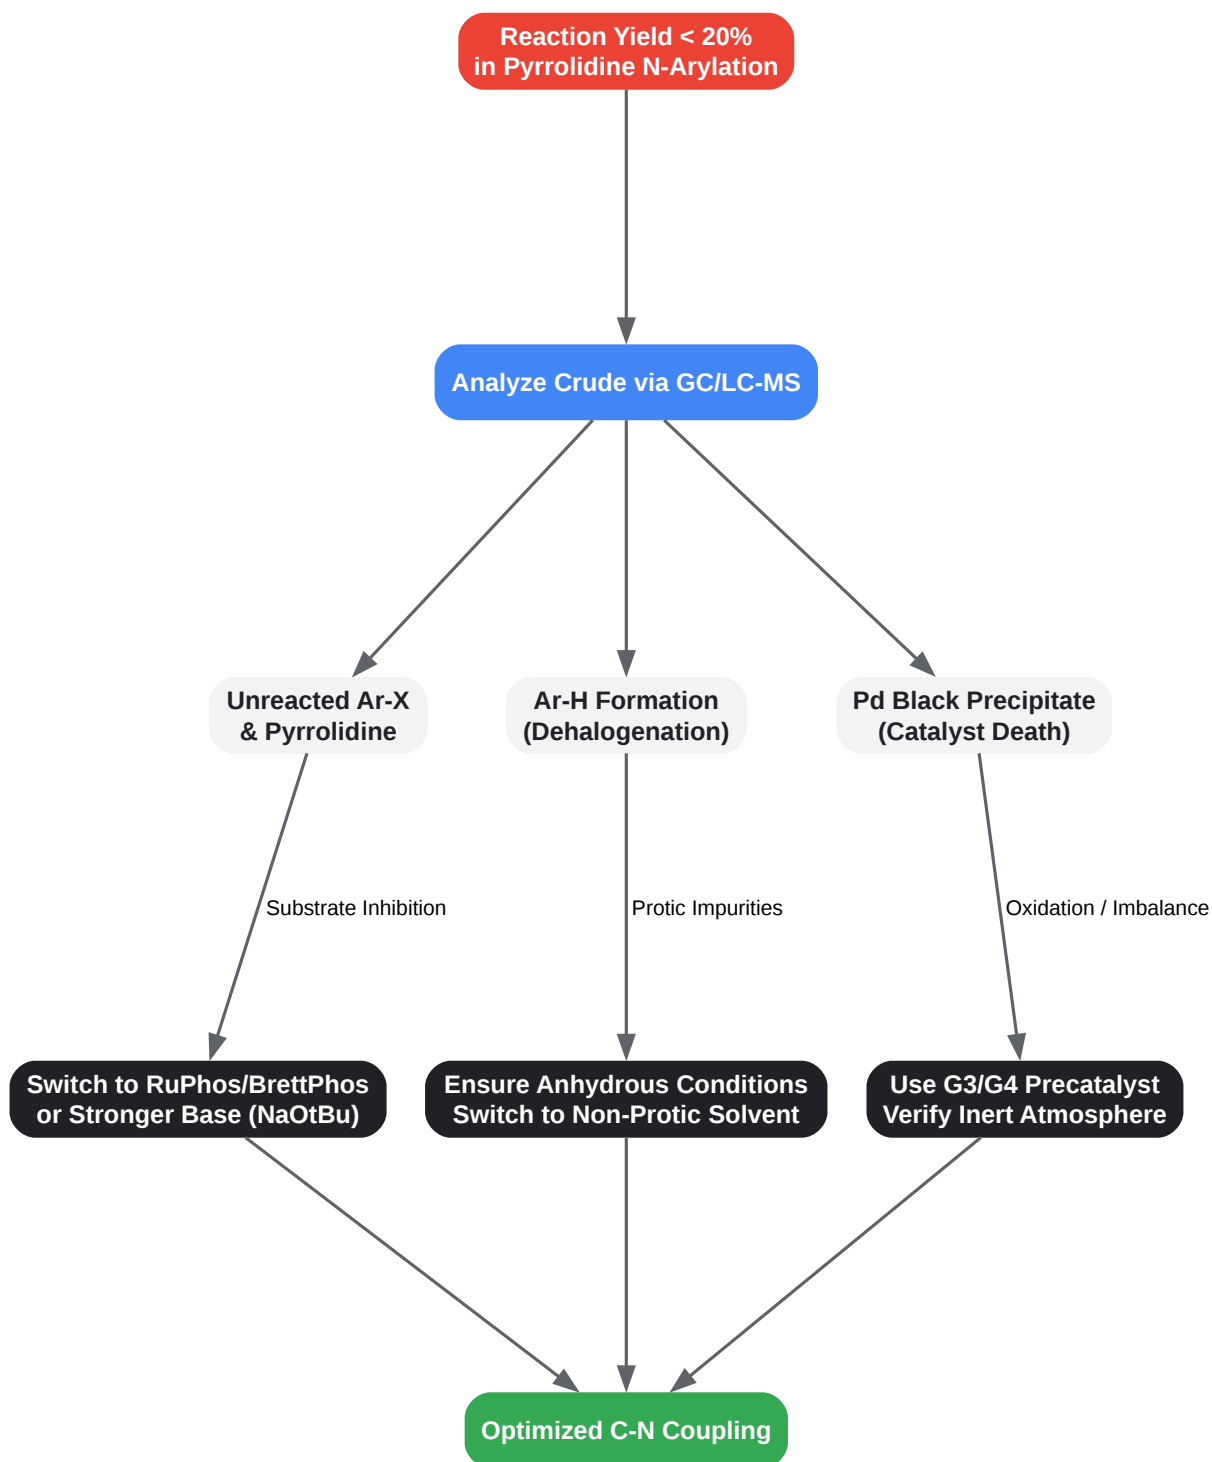 Reaction Yield < 20%
in Pyrrolidine N-Arylation
Analyze Crude via GC/LC-MS
Unreacted Ar-X
& Pyrrolidine
Ar-H Formation
(Dehalogenation)
Pd Black Precipitate
(Catalyst Death)
Substrate Inhibition
Protic Impurities
Oxidation / Imbalance
Switch to RuPhos/BrettPhos
or Stronger Base (NaOtBu)
Ensure Anhydrous Conditions
Switch to Non-Protic Solvent
Use G3/G4 Precatalyst
Verify Inert Atmosphere
Optimized C-N Coupling